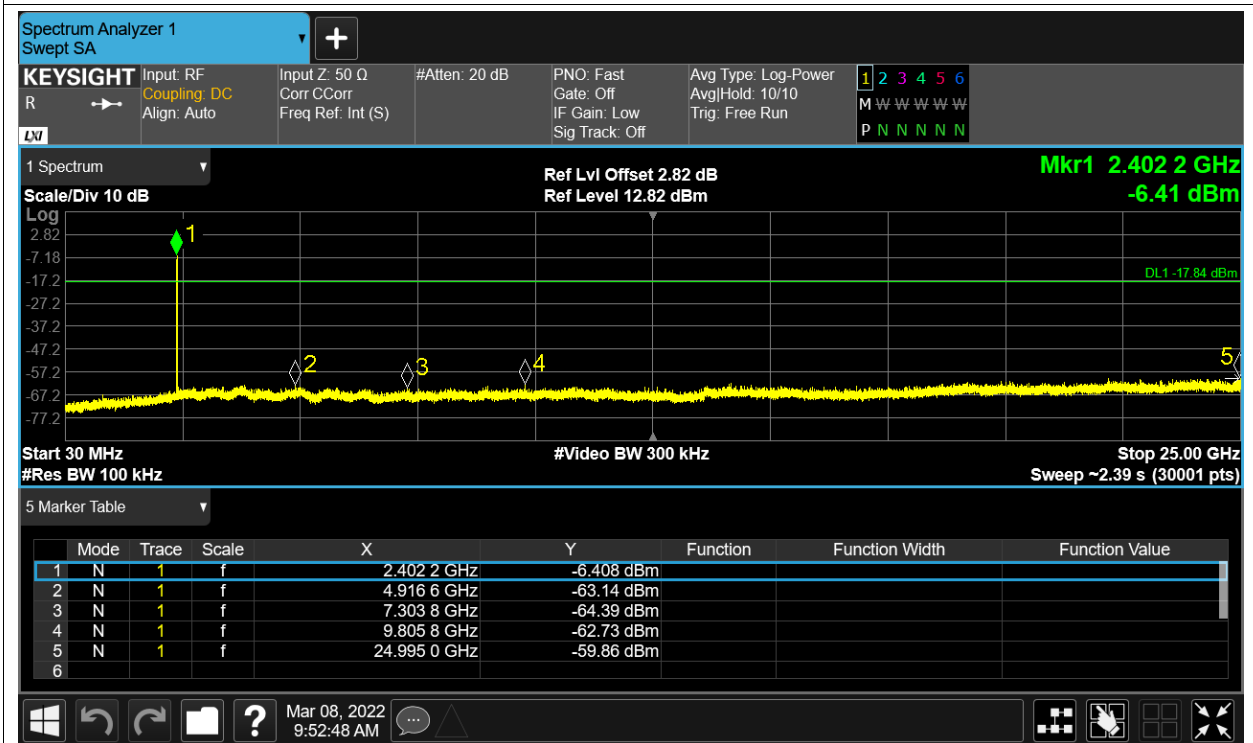 Spectrum Analyzer 1
Swept SA
+
KEYSIGHT Input: RF Input Z: 50 Ω #Atten: 20 dB PNO: Fast Avg Type: Log-Power 1 2 3 4 5 6
R Coupling: DC Corr CCorr Gate: Off Avg|Hold: 10/10 M W W W W W
Align: Auto Freq Ref: Int (S) IF Gain: Low Trig: Free Run
LXI Sig Track: Off P N N N N N
1 Spectrum Ref Lvl Offset 2.82 dB Mkr1 2.402 2 GHz
Scale/Div 10 dB Ref Level 12.82 dBm -6.41 dBm
Log
2.82 1
-7.18
-17.2 DL1 -17.84 dBm
-27.2
-37.2
-47.2
-57.2 2 3 4 5
-67.2
-77.2
Start 30 MHz #Video BW 300 kHz Stop 25.00 GHz
#Res BW 100 kHz Sweep ~2.39 s (30001 pts)
5 Marker Table
Mode Trace Scale X Y Function Function Width Function Value
1 N 1 f 2.402 2 GHz -6.408 dBm
2 N 1 f 4.916 6 GHz -63.14 dBm
3 N 1 f 7.303 8 GHz -64.39 dBm
4 N 1 f 9.805 8 GHz -62.73 dBm
5 N 1 f 24.995 0 GHz -59.86 dBm
6
? Mar 08, 2022
9:52:48 AM